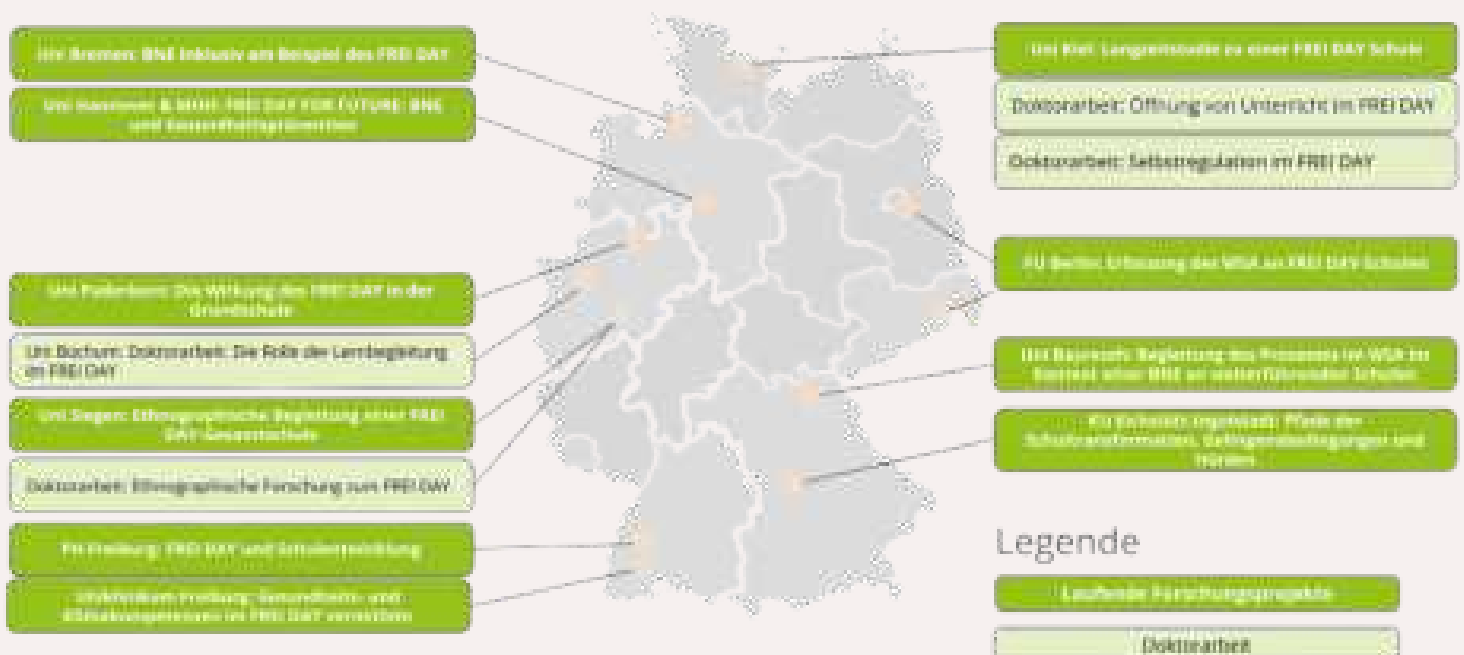 Uni Bremen: BNE Inklusiv am Beispiel des FREI DAY
Uni Hannover & FREI DAY FOR FUTURE: BNE
und Gesundheitsprävention
Uni Paderborn: Die Wirkung des FREI DAY in der
Grundschule
Uni Bochum: Doktorarbeit: Die Rolle der Lernbegleitung
im FREI DAY
Uni Siegen: Ethnographische Begleitung einer FREI
DAY Gesamtschule
Doktorarbeit: Ethnographische Forschung zum FREI DAY
PH Freiburg: FREI DAY und Schulentwicklung
Uniklinikum Freiburg: Gesundheits- und
im FREI DAY
Uni Kiel: Langzeitstudie zu einer FREI DAY Schule
Doktorarbeit: Öffnung von Unterricht im FREI DAY
Doktorarbeit: Selbstregulation im FREI DAY
Berlin: Erfassung des WSA an FREI DAY Schulen
Uni Bayreuth: Begleitung des Prozesses im WSA im
Kontext einer BNE an weiterführenden Schulen
KU Eichstätt-Ingolstadt: Pfade der
Schultransformation, Gelingensbedingungen und
Hürden
Legende
Laufende Forschungsprojekte
Doktorarbeit